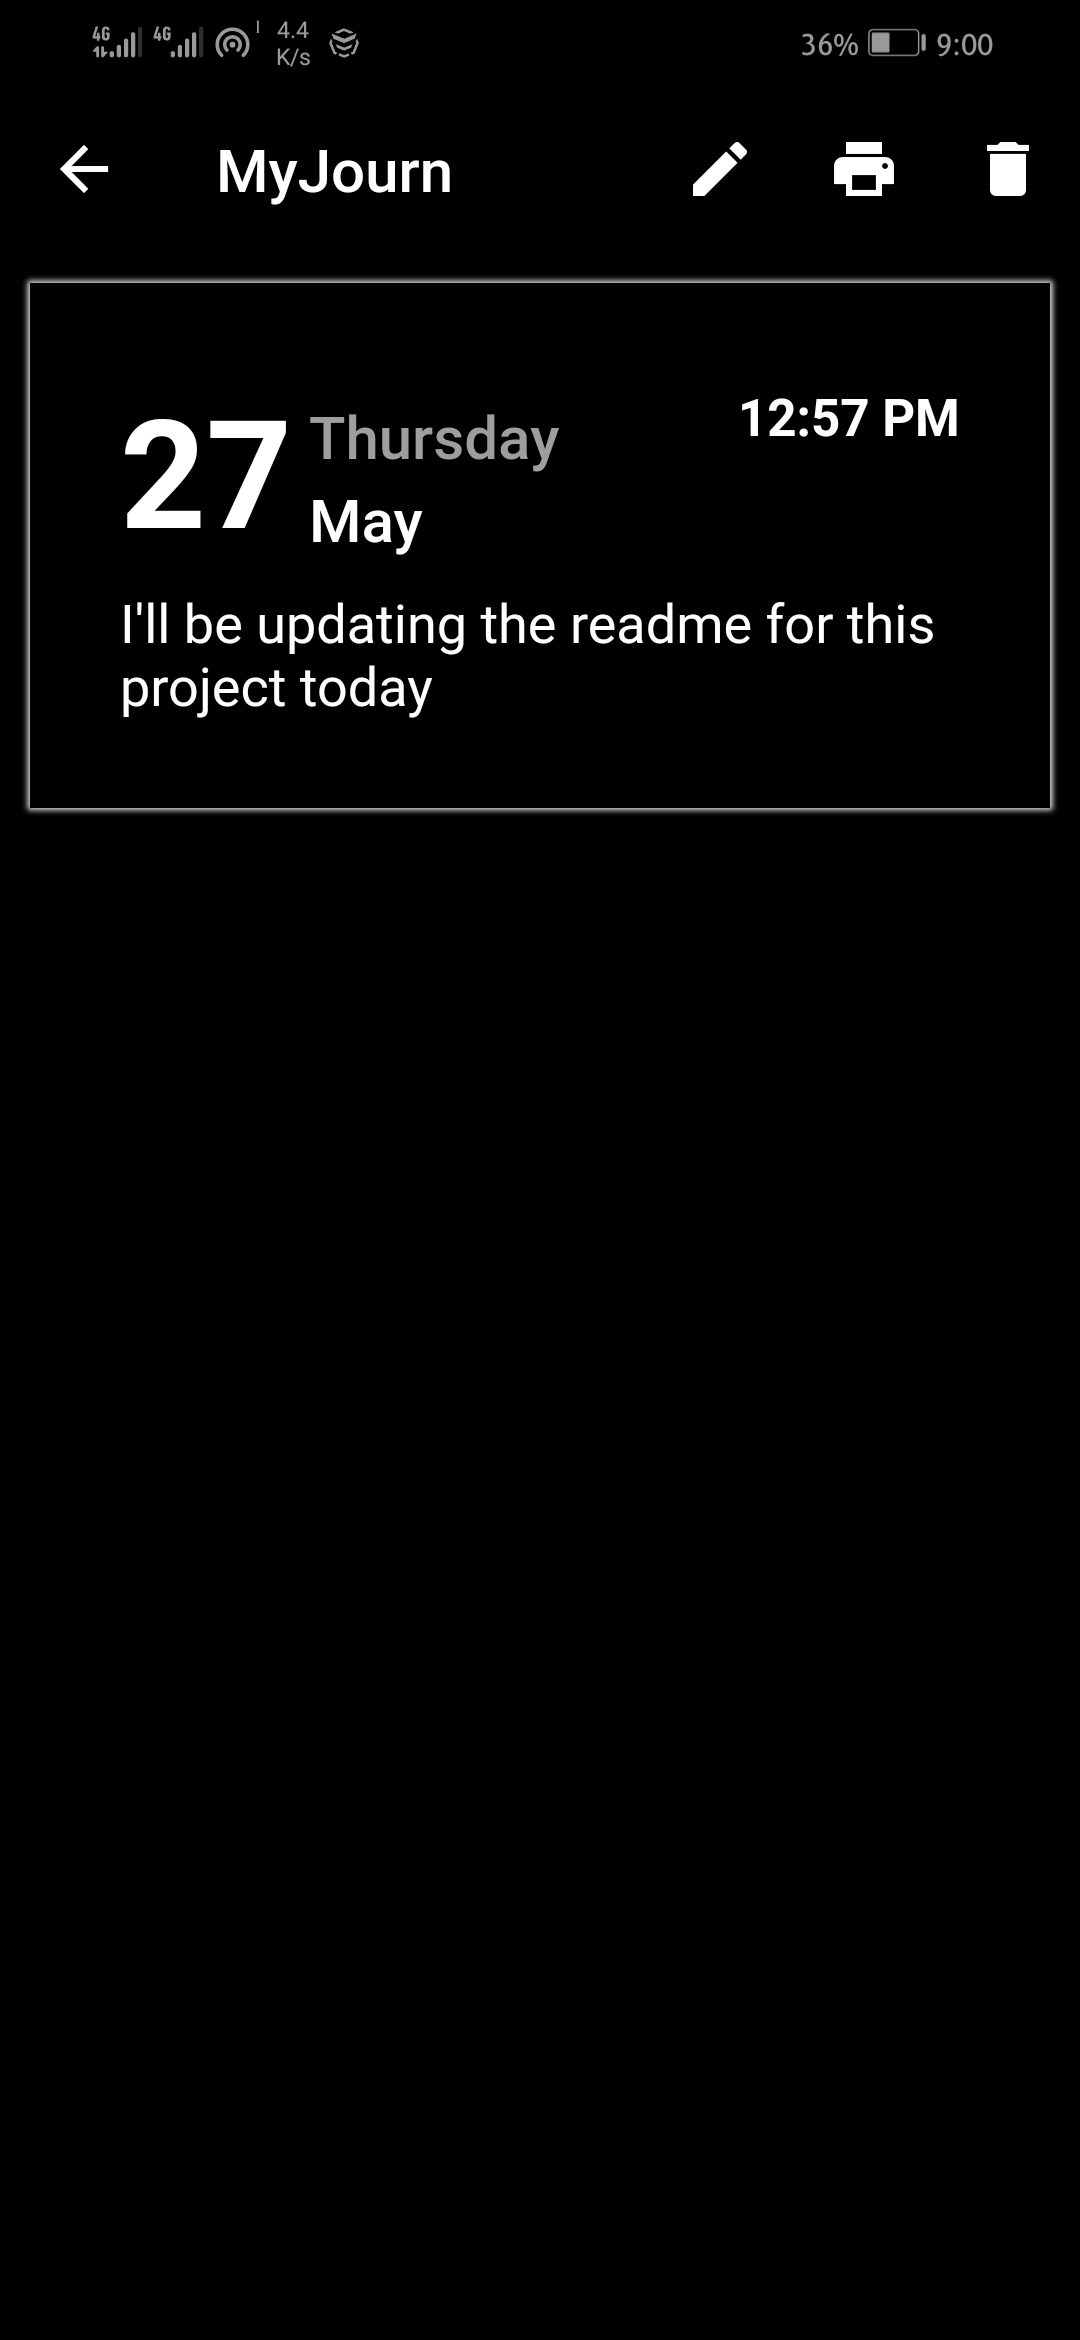 4G 4G 4.4 K/s 36% 9:00
MyJourn
27 Thursday 12:57 PM
May
I'll be updating the readme for this
project today